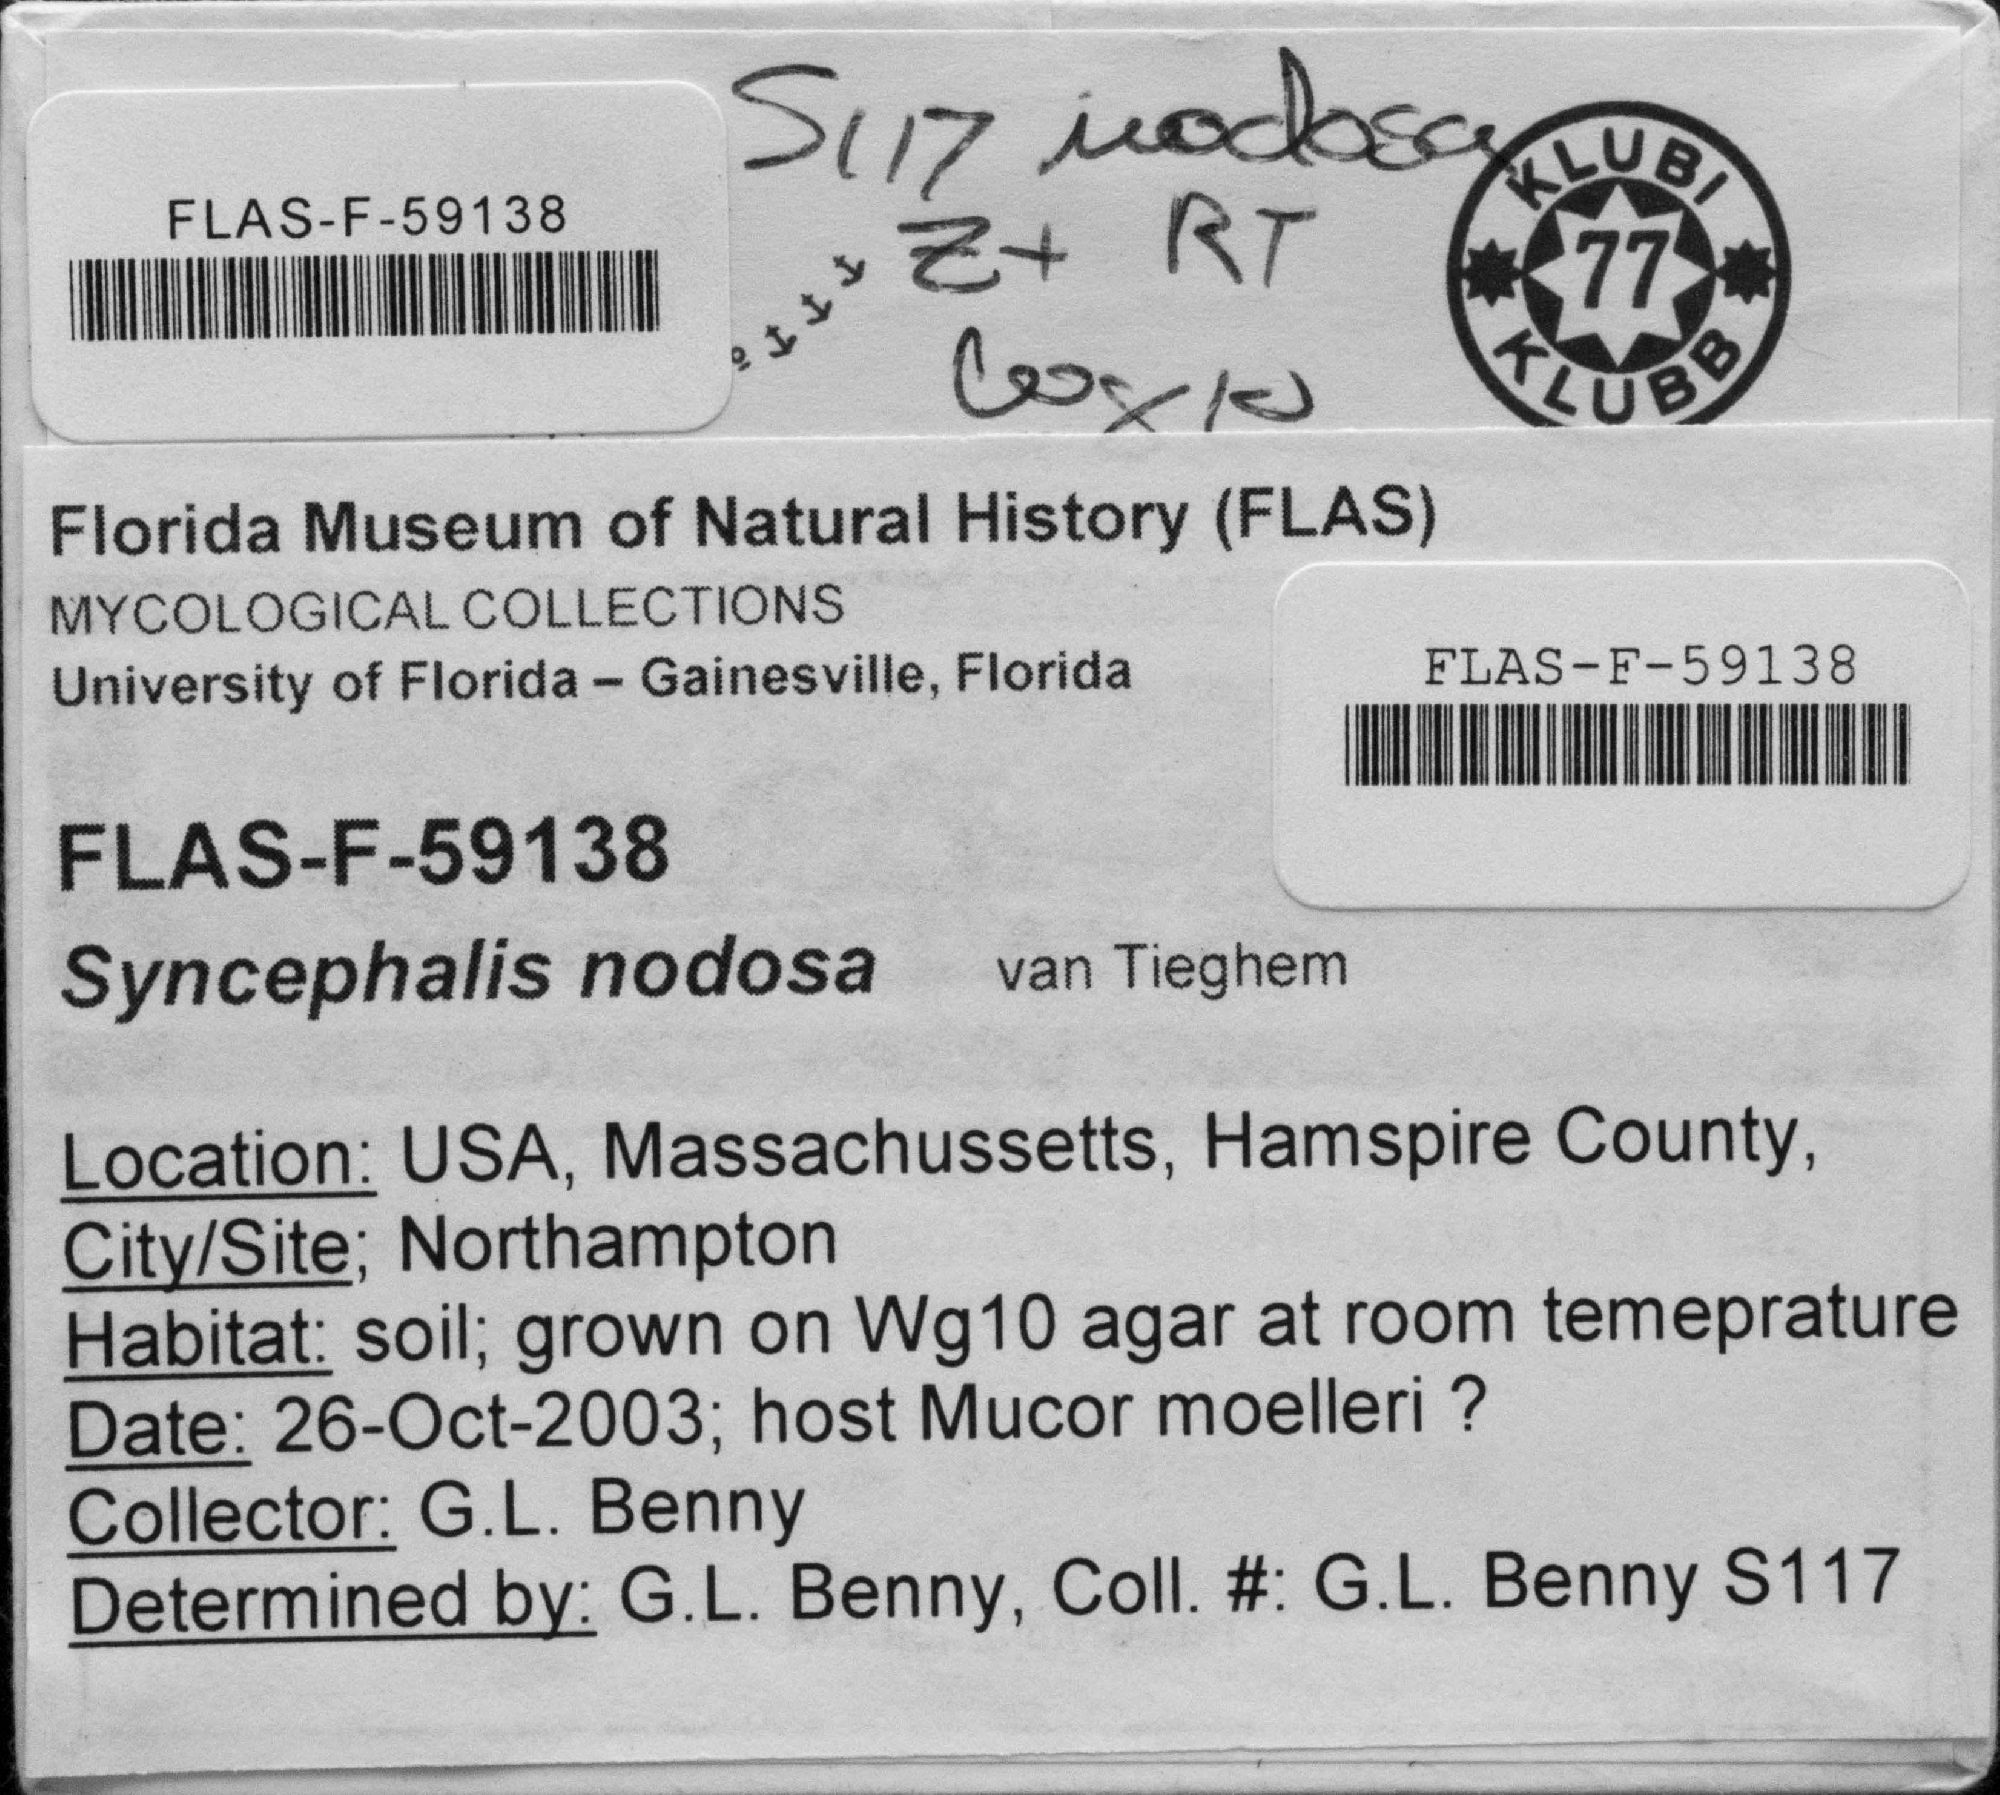 FLAS-F-59138
S117 nodosa
Z+ RT
KLUBI
77
KLUBB
Florida Museum of Natural History (FLAS)
MYCOLOGICAL COLLECTIONS
University of Florida – Gainesville, Florida
FLAS-F-59138
FLAS-F-59138
Syncephalis nodosa van Tieghem
Location: USA, Massachussetts, Hamspire County,
City/Site; Northampton
Habitat: soil; grown on Wg10 agar at room temeprature
Date: 26-Oct-2003; host Mucor moelleri ?
Collector: G.L. Benny
Determined by: G.L. Benny, Coll. #: G.L. Benny S117